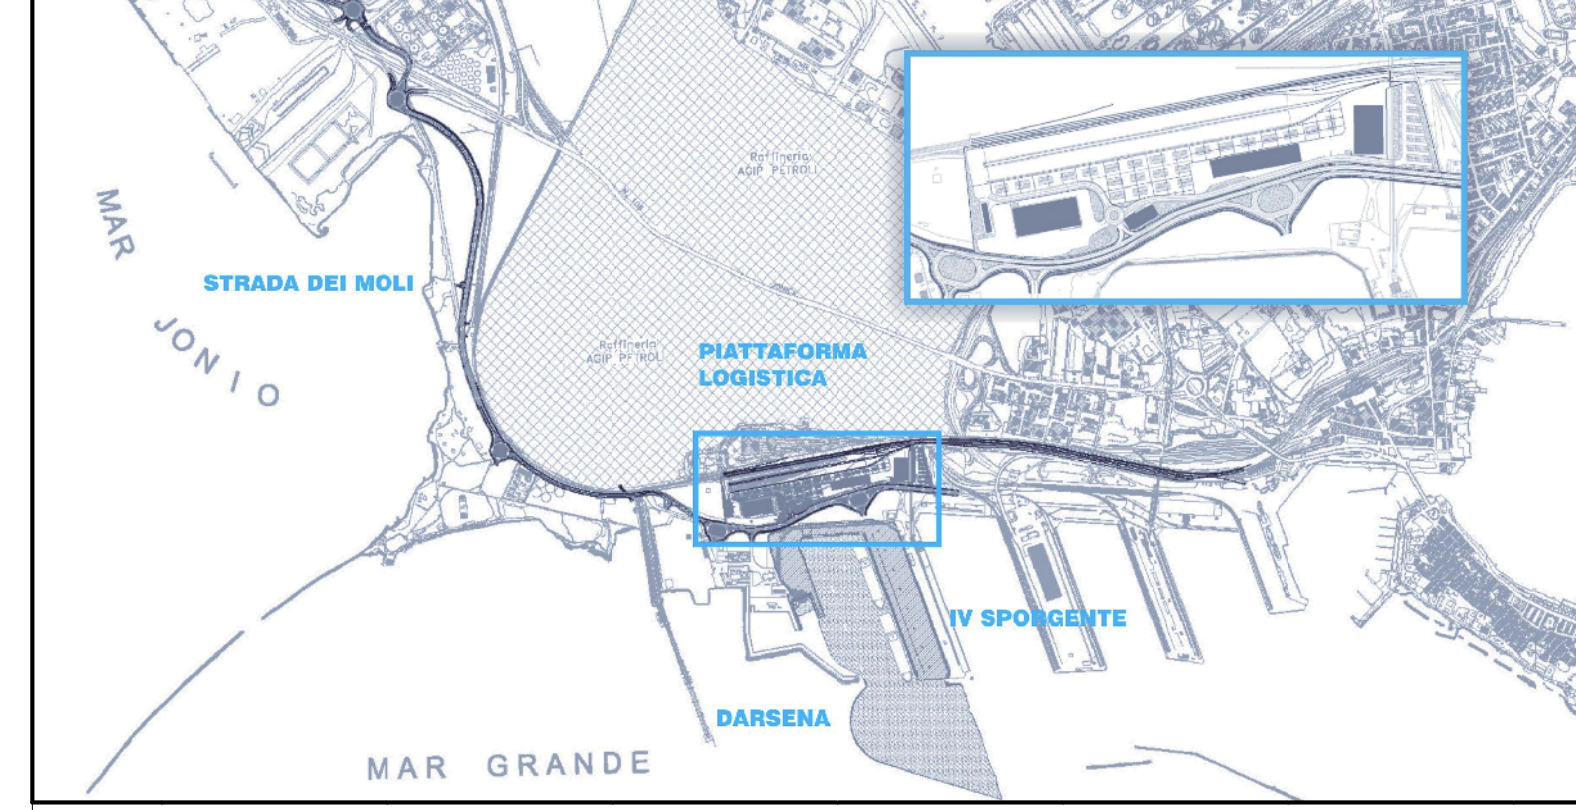 Raffineria
AGIP PETROLI
MAR
JONIO
STRADA DEI MOLI
Raffineria
AGIP PETROLI
PIATTAFORMA
LOGISTICA
IV SPORGENTE
DARSENA
MAR GRANDE